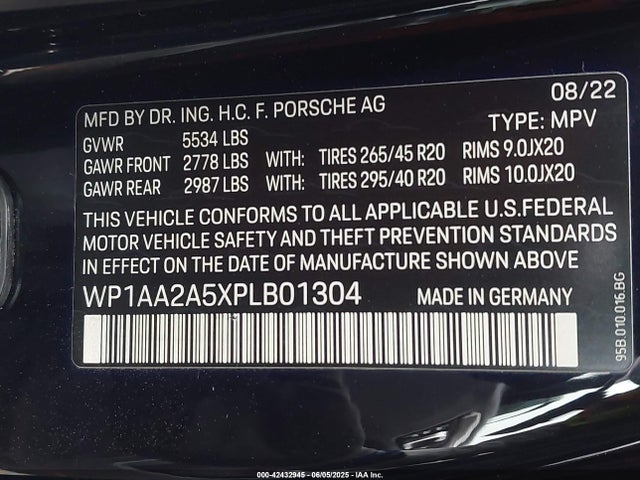 MFD BY DR. ING. H.C. F. PORSCHE AG 08/22
GVWR 5534 LBS TYPE: MPV
GAWR FRONT 2778 LBS WITH: TIRES 265/45 R20 RIMS 9.0JX20
GAWR REAR 2987 LBS WITH: TIRES 295/40 R20 RIMS 10.0JX20
THIS VEHICLE CONFORMS TO ALL APPLICABLE U.S.FEDERAL
MOTOR VEHICLE SAFETY AND THEFT PREVENTION STANDARDS
IN EFFECT ON THE DATE OF MANUFACTURE SHOWN ABOVE
WP1AA2A5XPLB01304 MADE IN GERMANY
95B.010.016.BG
000-42432945 - 06/05/2025 - IAA Inc.